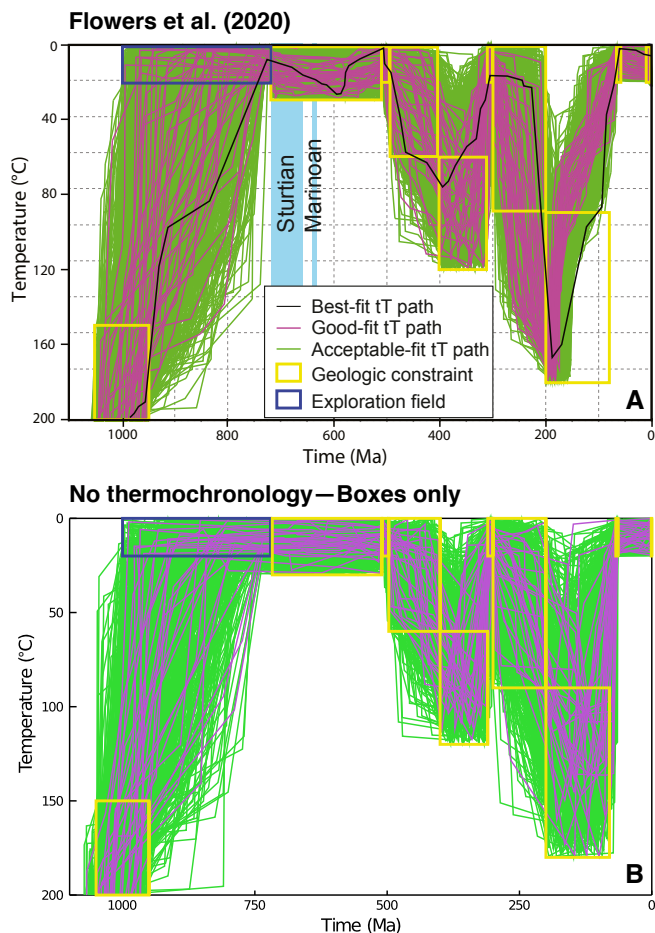 Flowers et al. (2020)
0
40
80
120
160
200
Temperature (°C)
Sturtian
Marinoan
Best-fit tT path
Good-fit tT path
Acceptable-fit tT path
Geologic constraint
Exploration field
A
1000
800
600
400
200
0
Time (Ma)
No thermochronology—Boxes only
0
50
100
150
200
Temperature (°C)
B
1000
750
500
250
0
Time (Ma)